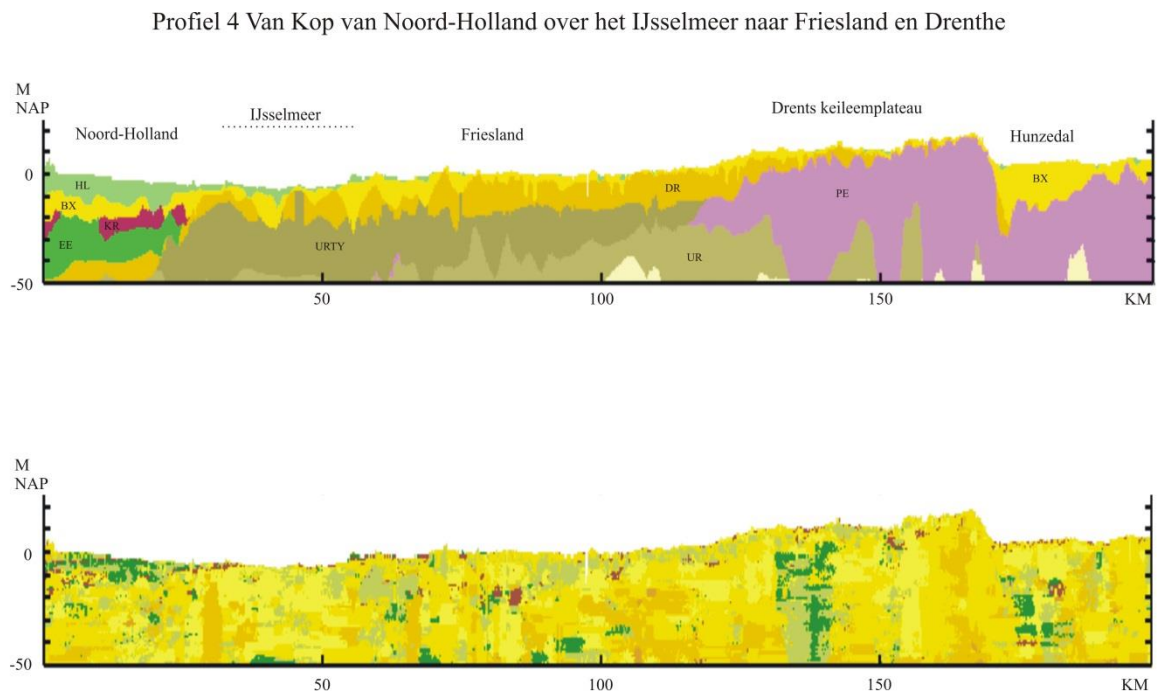 Profiel 4 Van Kop van Noord-Holland over het IJsselmeer naar Friesland en Drenthe
M
NAP
Noord-Holland
IJsselmeer
Friesland
Drents keileemplateau
Hunzedal
0
-50
HL
BX
KR
EE
URTY
DR
UR
PE
BX
50
100
150
KM
M
NAP
0
-50
50
100
150
KM